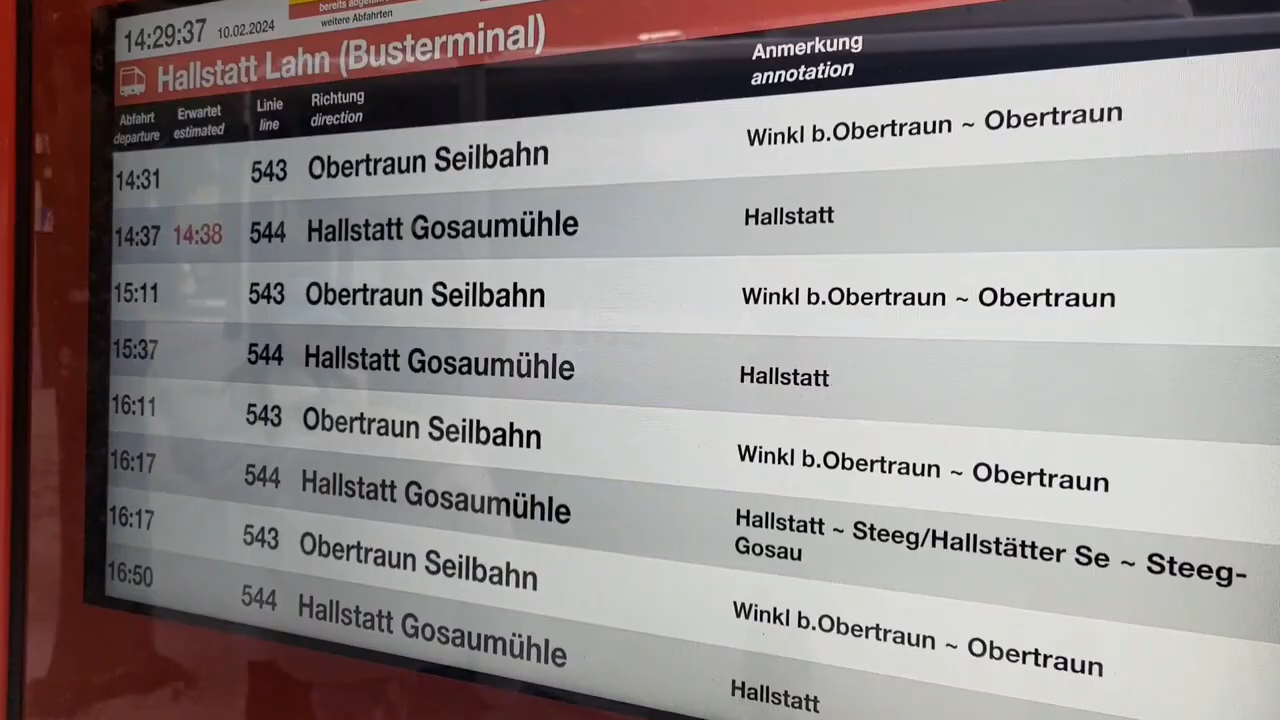 bereits abgefahren
14:29:37 10.02.2024 weitere Abfahrten
Hallstatt Lahn (Busterminal)
Abfahrt Erwartet Linie Richtung Anmerkung
departure estimated line direction annotation
14:31 543 Obertraun Seilbahn Winkl b.Obertraun ~ Obertraun
14:37 14:38 544 Hallstatt Gosaumühle Hallstatt
15:11 543 Obertraun Seilbahn Winkl b.Obertraun ~ Obertraun
15:37 544 Hallstatt Gosaumühle Hallstatt
16:11 543 Obertraun Seilbahn Winkl b.Obertraun ~ Obertraun
16:17 544 Hallstatt Gosaumühle Hallstatt ~ Steeg/Hallstätter Se ~ Steeg-
Gosau
16:17 543 Obertraun Seilbahn Winkl b.Obertraun ~ Obertraun
16:50 544 Hallstatt Gosaumühle Hallstatt